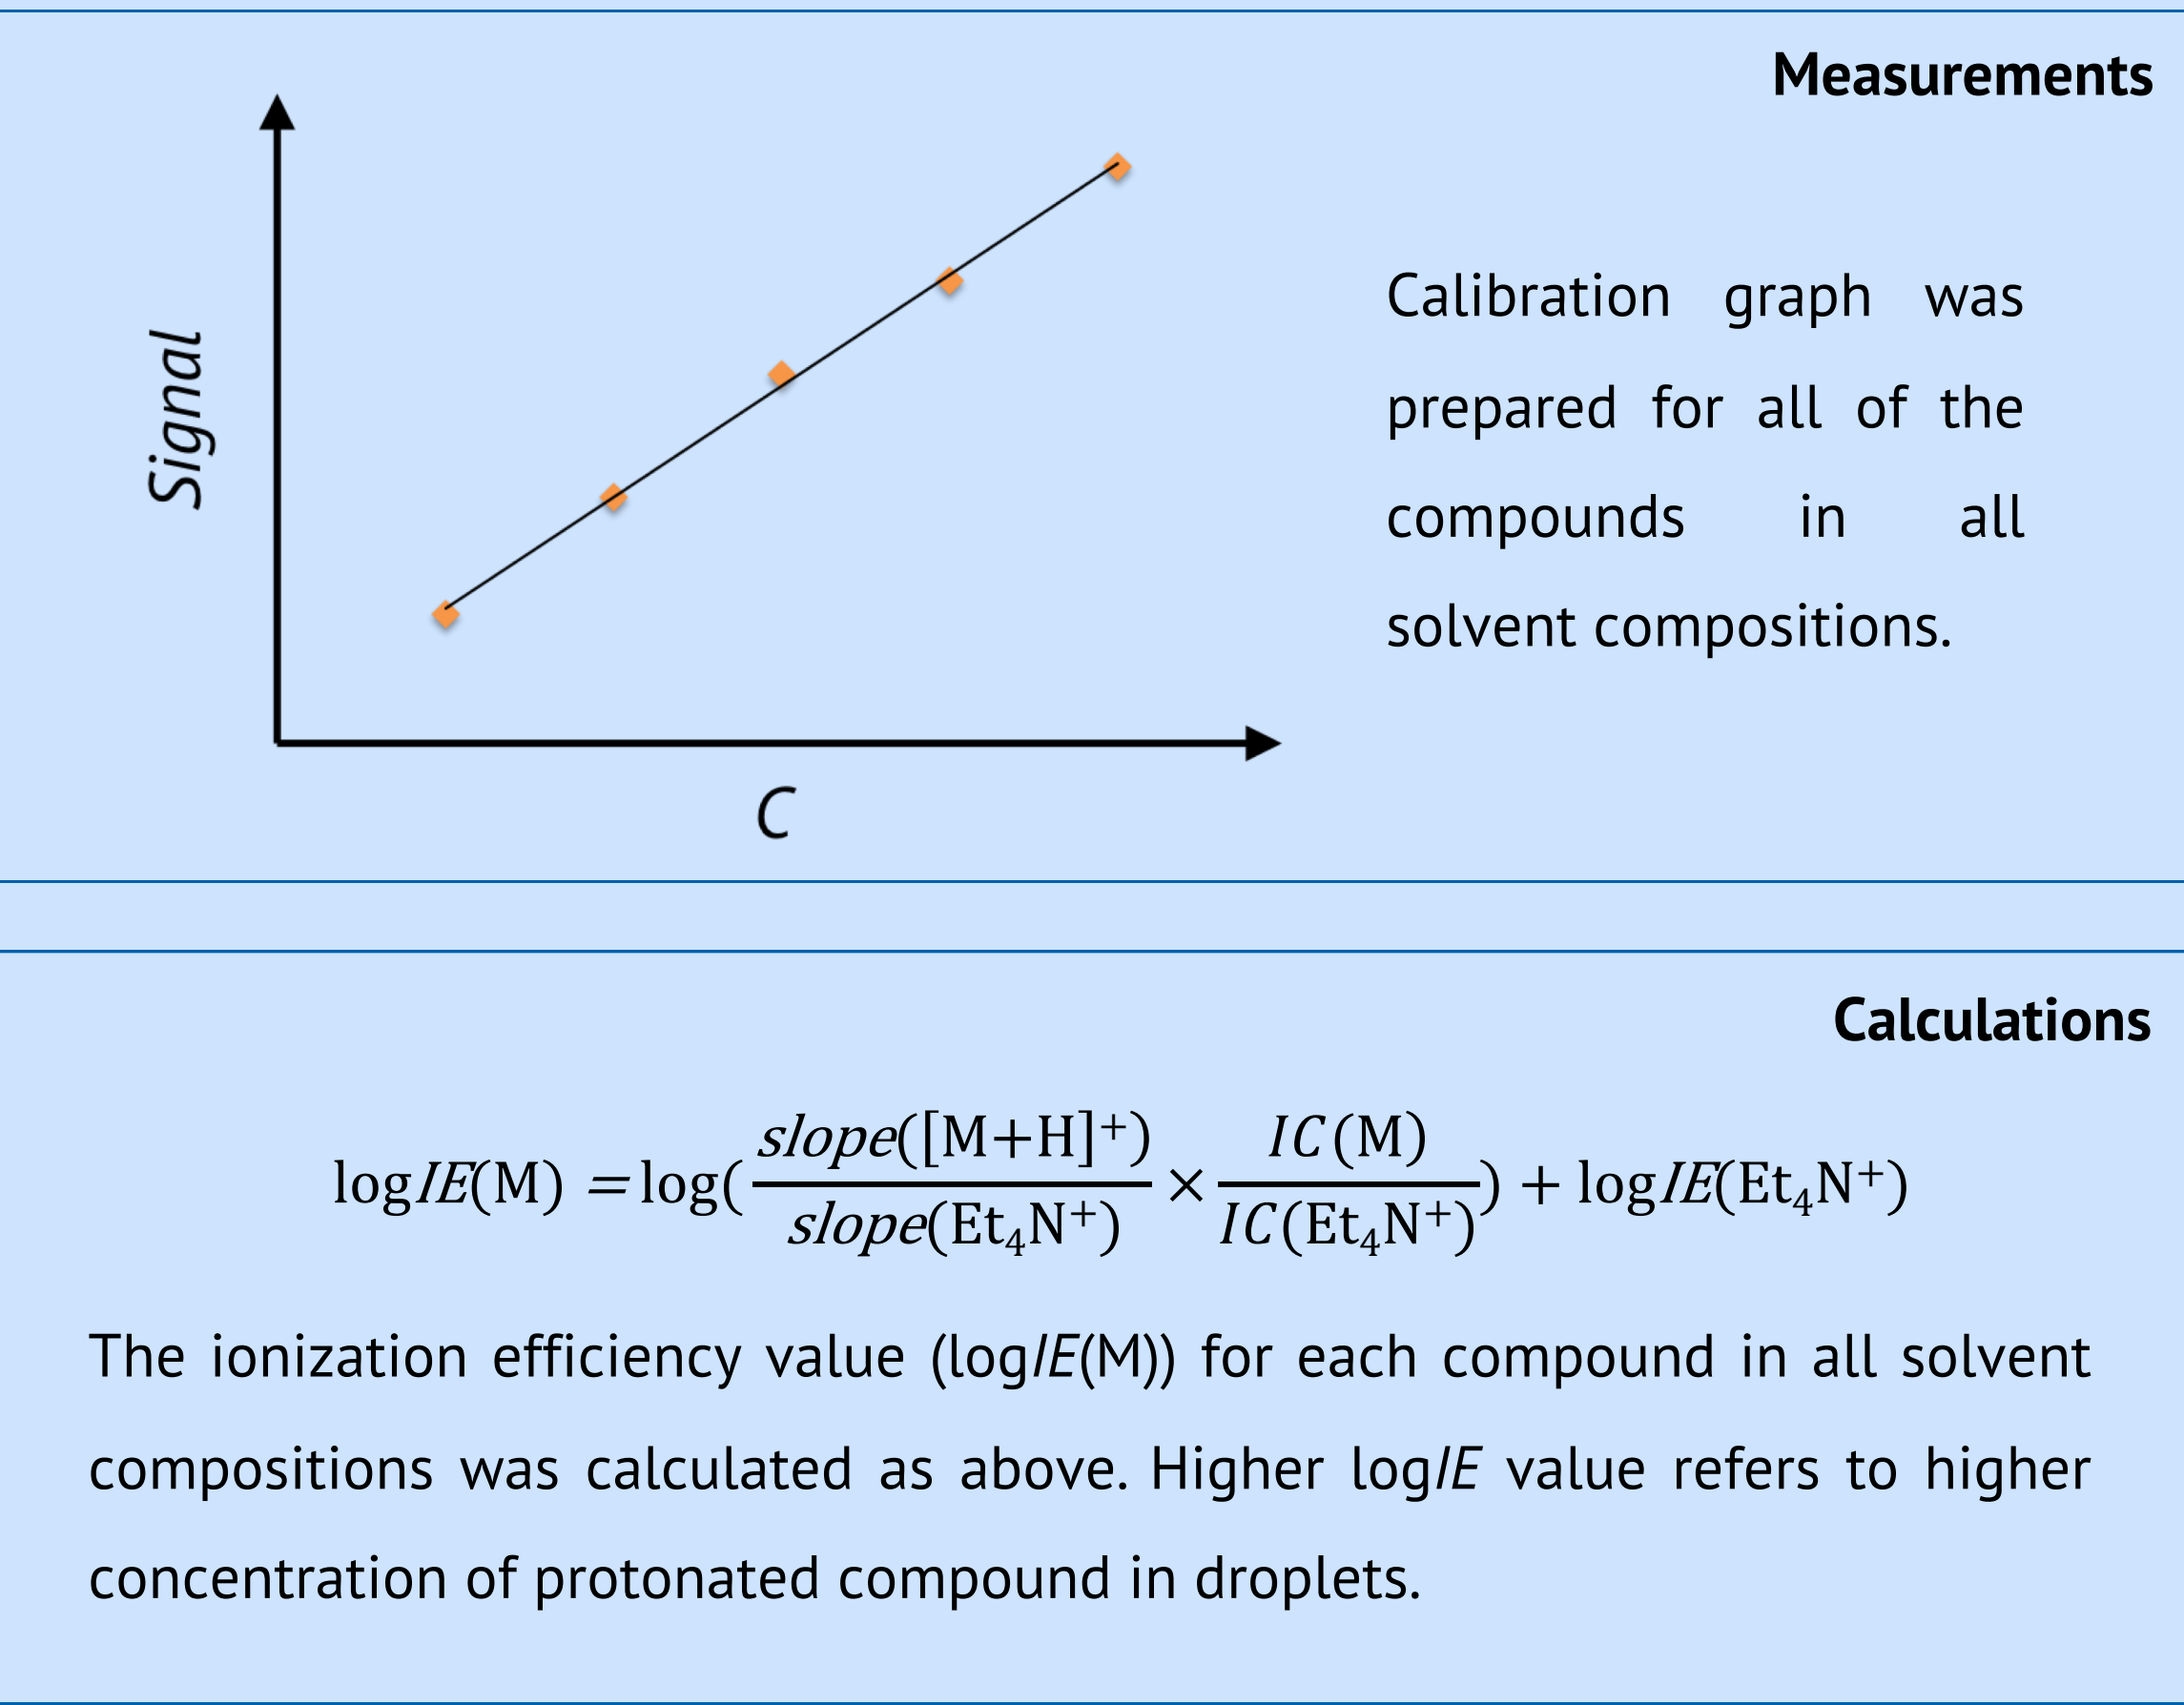 Measurements
Signal
C
Calibration graph was
prepared for all of the
compounds in all
solvent compositions.
Calculations
logIE(M) = log(slope([M+H]⁺)/slope(Et₄N⁺) × IC(M)/IC(Et₄N⁺)) + logIE(Et₄N⁺)
The ionization efficiency value (logIE(M)) for each compound in all solvent
compositions was calculated as above. Higher logIE value refers to higher
concentration of protonated compound in droplets.